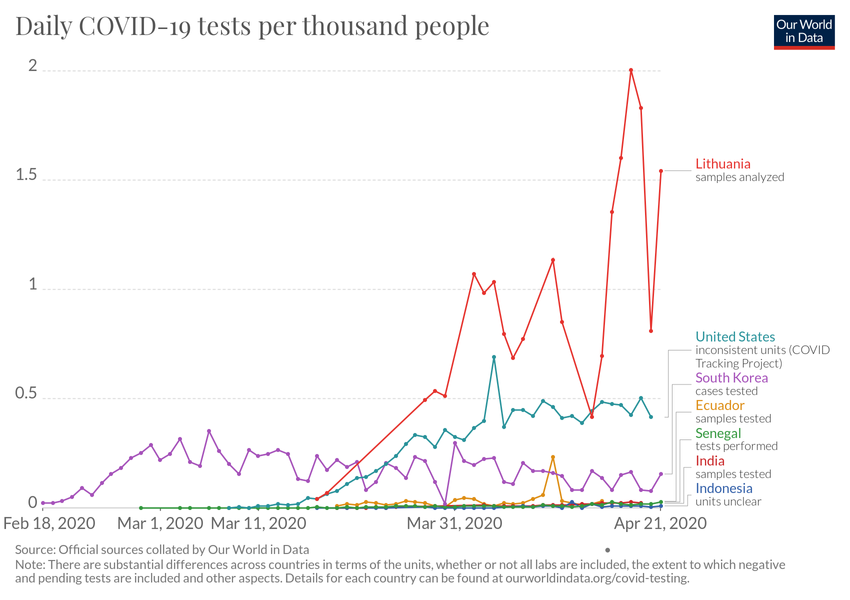 Daily COVID-19 tests per thousand people
Our World
in Data
2
1.5
1
0.5
0
Lithuania
samples analyzed
United States
inconsistent units (COVID
Tracking Project)
South Korea
cases tested
Ecuador
samples tested
Senegal
tests performed
India
samples tested
Indonesia
units unclear
Feb 18, 2020
Mar 1, 2020
Mar 11, 2020
Mar 31, 2020
Apr 21, 2020
Source: Official sources collated by Our World in Data
Note: There are substantial differences across countries in terms of the units, whether or not all labs are included, the extent to which negative
and pending tests are included and other aspects. Details for each country can be found at ourworldindata.org/covid-testing.